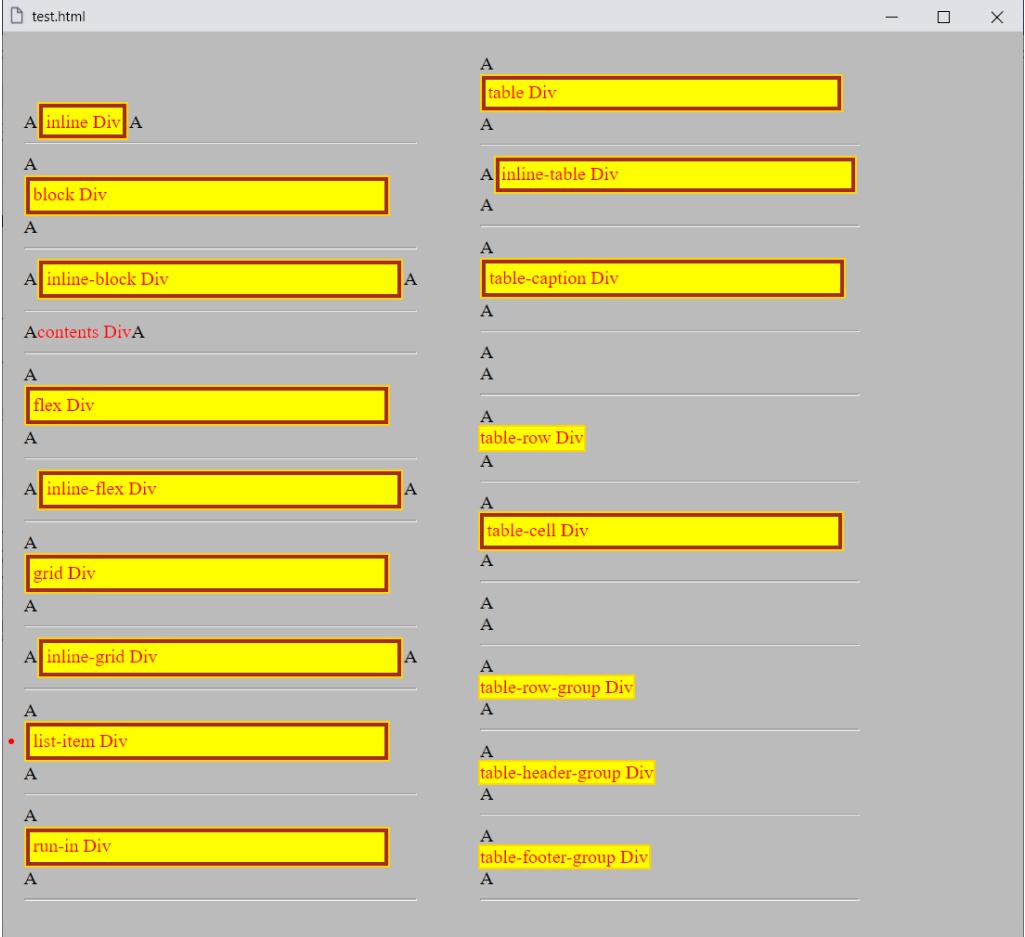 test.html
A inline Div A
A
block Div
A
A inline-block Div A
Acontents DivA
A
flex Div
A
A inline-flex Div A
A
grid Div
A
A inline-grid Div A
A
list-item Div
A
A
run-in Div
A
A
table Div
A
A inline-table Div
A
A
table-caption Div
A
A
A
A
table-row Div
A
A
table-cell Div
A
A
A
A
table-row-group Div
A
A
table-header-group Div
A
A
table-footer-group Div
A